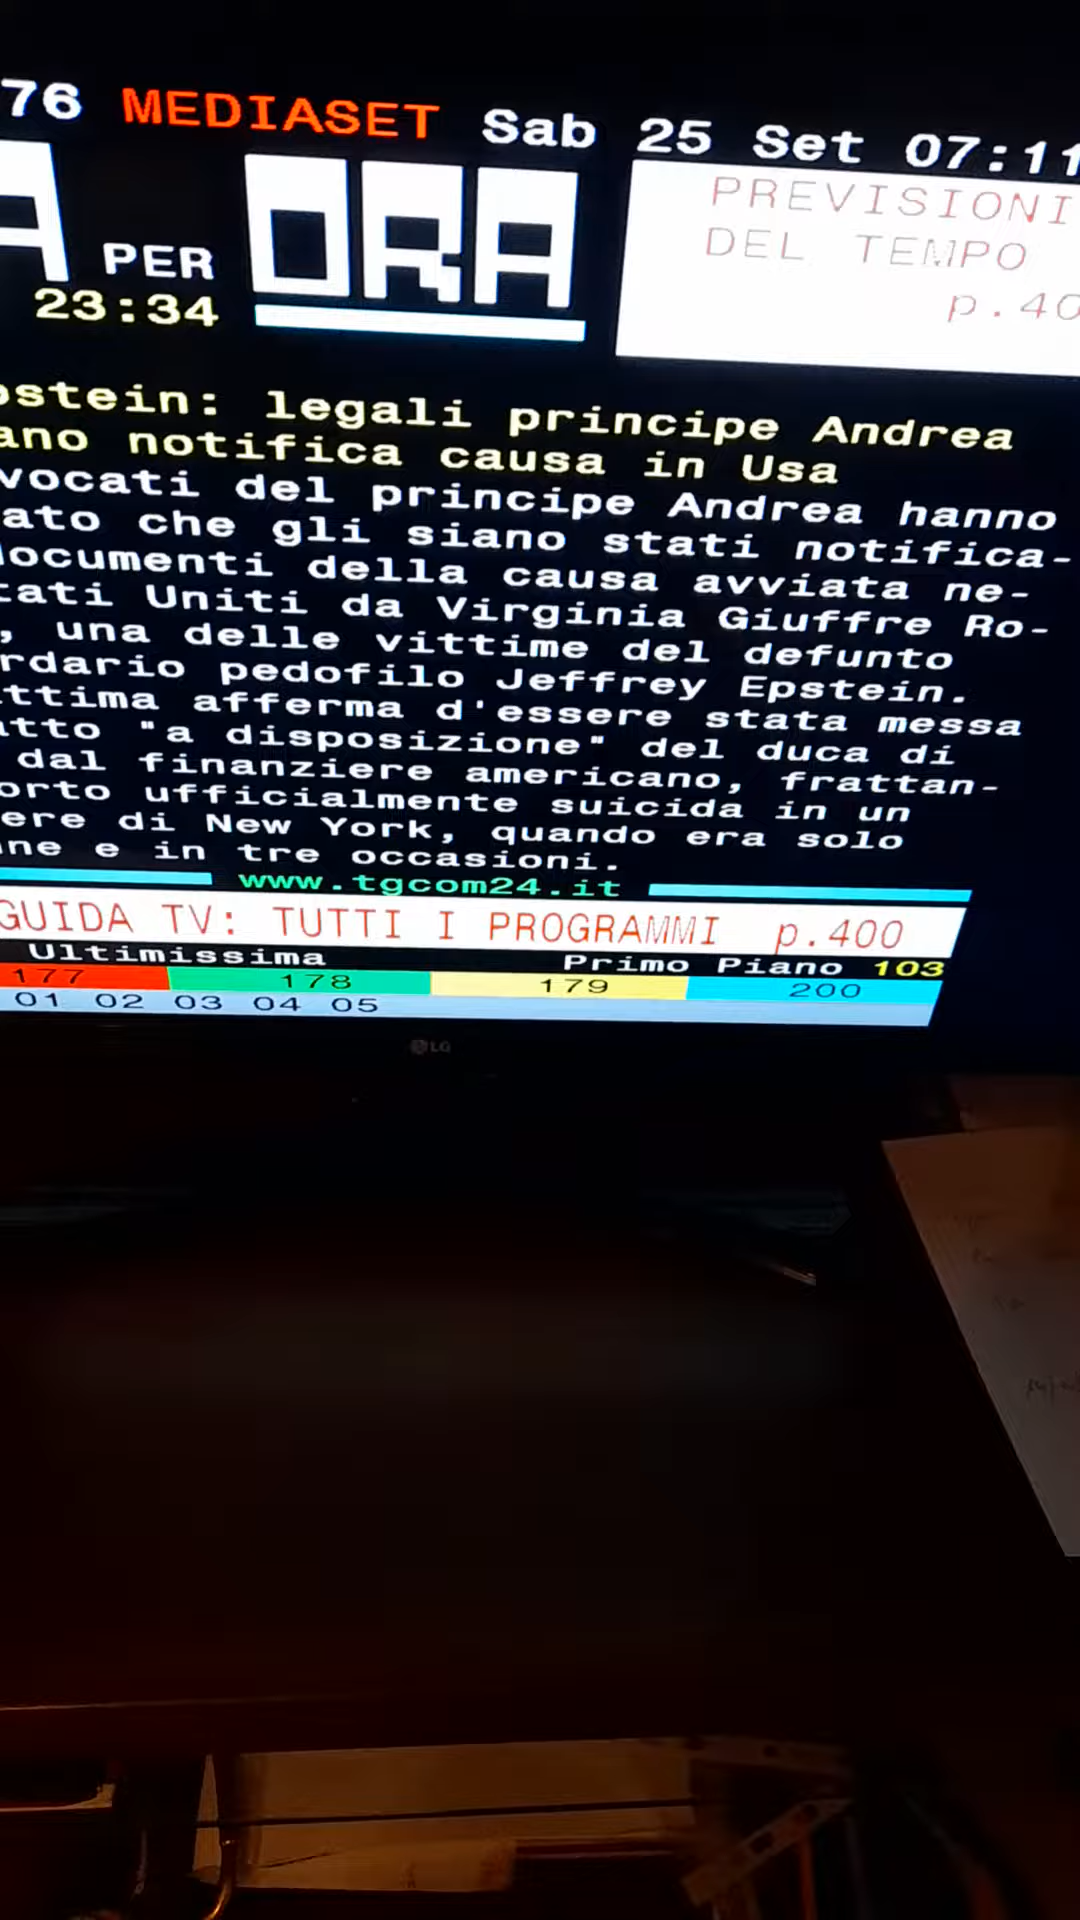 76 MEDIASET Sab 25 Set 07:11
A PER ORA
23:34
PREVISIONI
DEL TEMPO
p.40
pstein: legali principe Andrea
ano notifica causa in Usa
vocati del principe Andrea hanno
ato che gli siano stati notifica-
documenti della causa avviata ne-
tati Uniti da Virginia Giuffre Ro-
, una delle vittime del defunto
rdario pedofilo Jeffrey Epstein.
ttima afferma d'essere stata messa
atto "a disposizione" del duca di
dal finanziere americano, frattan-
orto ufficialmente suicida in un
ere di New York, quando era solo
ne e in tre occasioni.
www.tgcom24.it
GUIDA TV: TUTTI I PROGRAMMI p.400
Ultimissima Primo Piano 103
177 178 179 200
01 02 03 04 05
LG